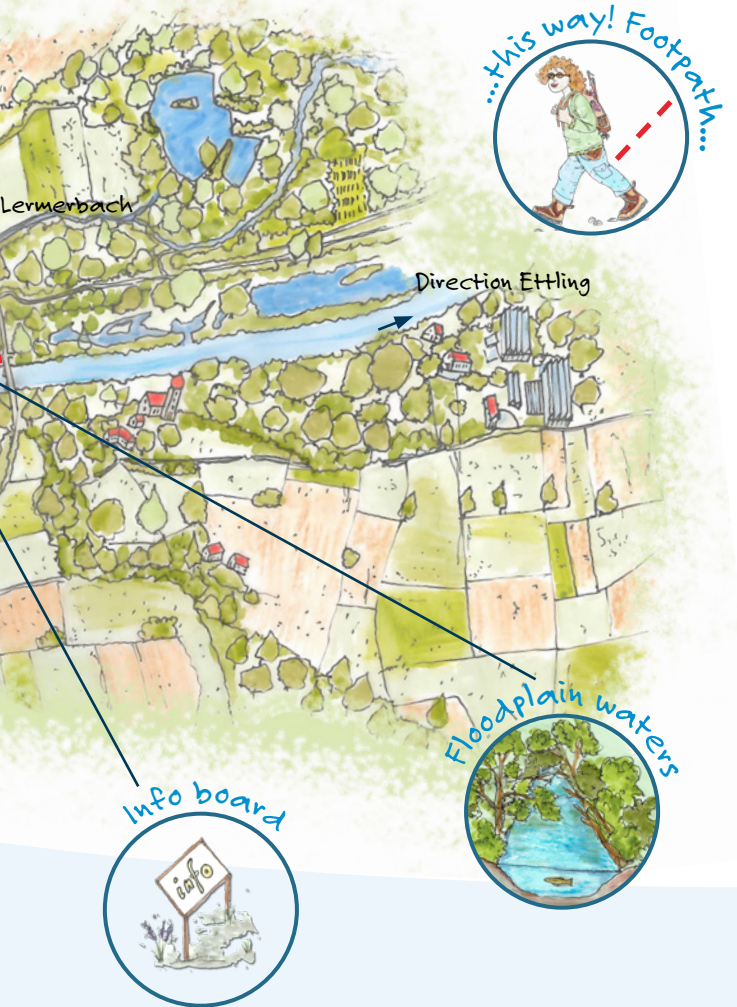 ...this way! Footpath...
Lermerbach
Direction Ettling
Floodplain waters
Info board
info